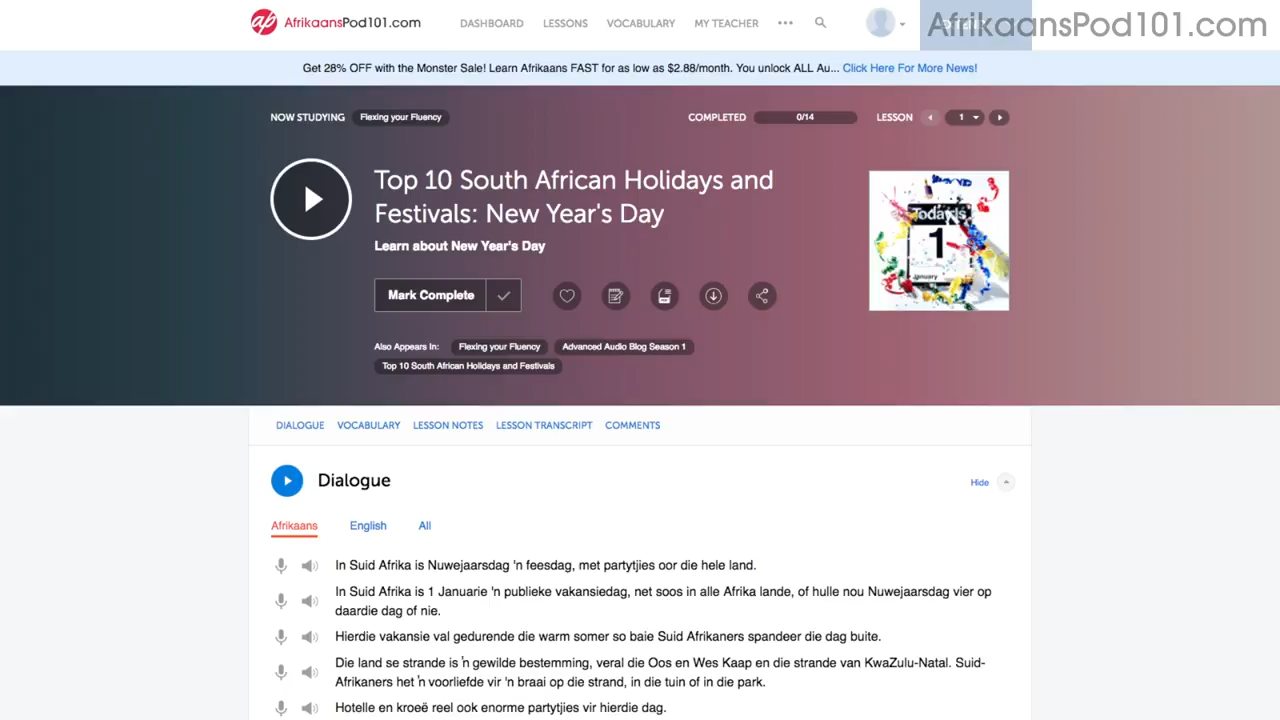 AfrikaansPod101.com
DASHBOARD LESSONS VOCABULARY MY TEACHER
AfrikaansPod101.com
Get 28% OFF with the Monster Sale! Learn Afrikaans FAST for as low as $2.88/month. You unlock ALL Au... Click Here For More News!
NOW STUDYING Flexing your Fluency COMPLETED 0/14 LESSON 1
Top 10 South African Holidays and
Festivals: New Year's Day
Learn about New Year's Day
Today is
1
January
Mark Complete
Also Appears In: Flexing your Fluency Advanced Audio Blog Season 1
Top 10 South African Holidays and Festivals
DIALOGUE VOCABULARY LESSON NOTES LESSON TRANSCRIPT COMMENTS
Dialogue Hide
Afrikaans English All
In Suid Afrika is Nuwejaarsdag 'n feesdag, met partytjies oor die hele land.
In Suid Afrika is 1 Januarie 'n publieke vakansiedag, net soos in alle Afrika lande, of hulle nou Nuwejaarsdag vier op
daardie dag of nie.
Hierdie vakansie val gedurende die warm somer so baie Suid Afrikaners spandeer die dag buite.
Die land se strande is 'n gewilde bestemming, veral die Oos en Wes Kaap en die strande van KwaZulu-Natal. Suid-
Afrikaners het 'n voorliefde vir 'n braai op die strand, in die tuin of in die park.
Hotelle en kroeë reel ook enorme partytjies vir hierdie dag.